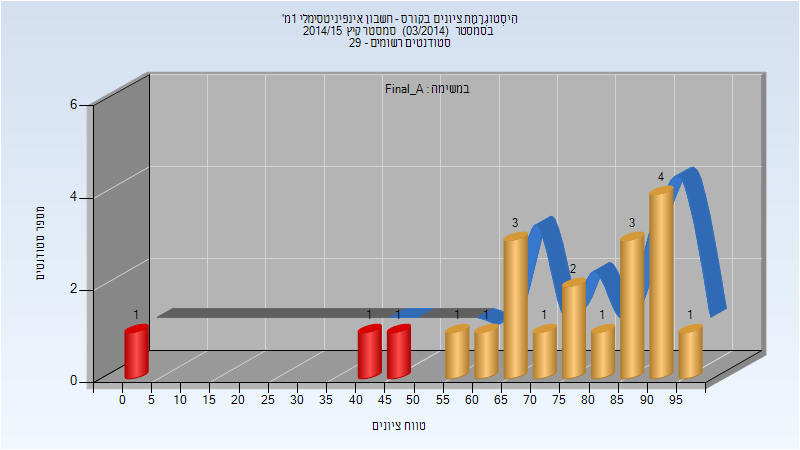 היסטוגרמת ציונים בקורס - חשבון אינפיניטסימלי 1מ'
בסמסטר (03/2014) סמסטר קיץ 2014/15
סטודנטים רשומים - 29
במשימה : Final_A
מספר סטודנטים
6
4
2
0
1 1 1 1 1 3 1 2 1 3 4 1
0 5 10 15 20 25 30 35 40 45 50 55 60 65 70 75 80 85 90 95
טווח ציונים